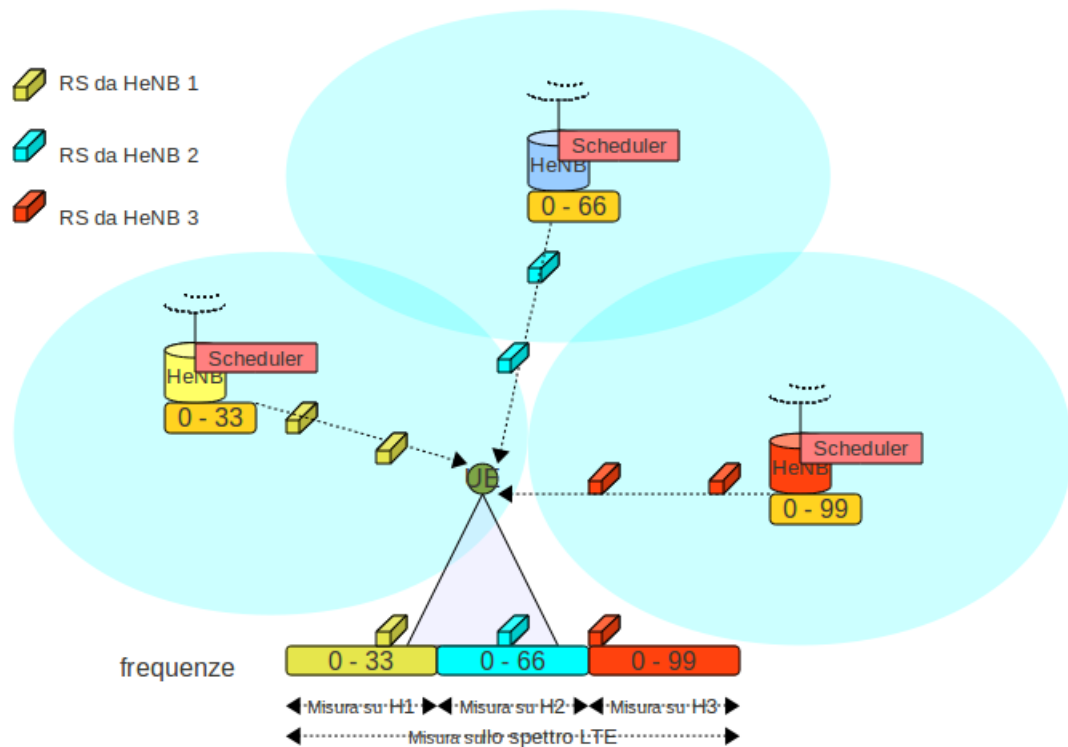 RS da HeNB 1
RS da HeNB 2
RS da HeNB 3
Scheduler
HeNB
0 - 66
Scheduler
HeNB
0 - 33
Scheduler
HeNB
0 - 99
UE
frequenze
0 - 33
0 - 66
0 - 99
Misura su H1
Misura su H2
Misura su H3
Misura sullo spettro LTE